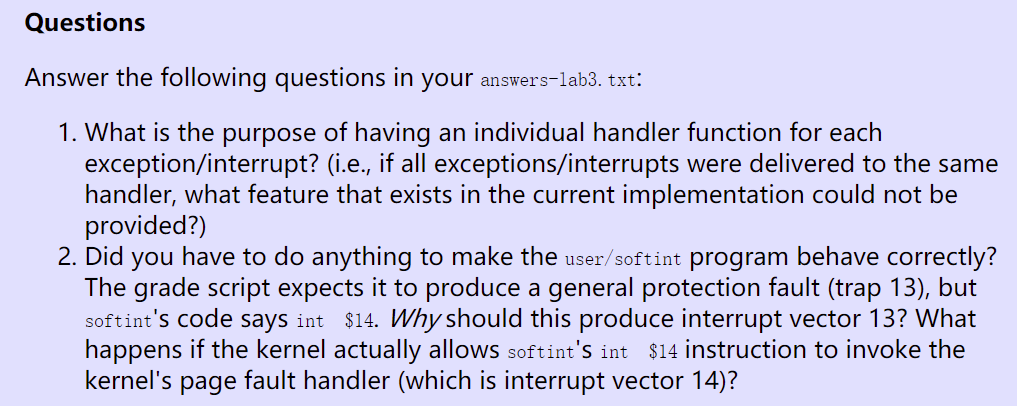 Questions
Answer the following questions in your answers-lab3.txt:
1. What is the purpose of having an individual handler function for each
exception/interrupt? (i.e., if all exceptions/interrupts were delivered to the same
handler, what feature that exists in the current implementation could not be
provided?)
2. Did you have to do anything to make the user/softint program behave correctly?
The grade script expects it to produce a general protection fault (trap 13), but
softint's code says int $14. Why should this produce interrupt vector 13? What
happens if the kernel actually allows softint's int $14 instruction to invoke the
kernel's page fault handler (which is interrupt vector 14)?